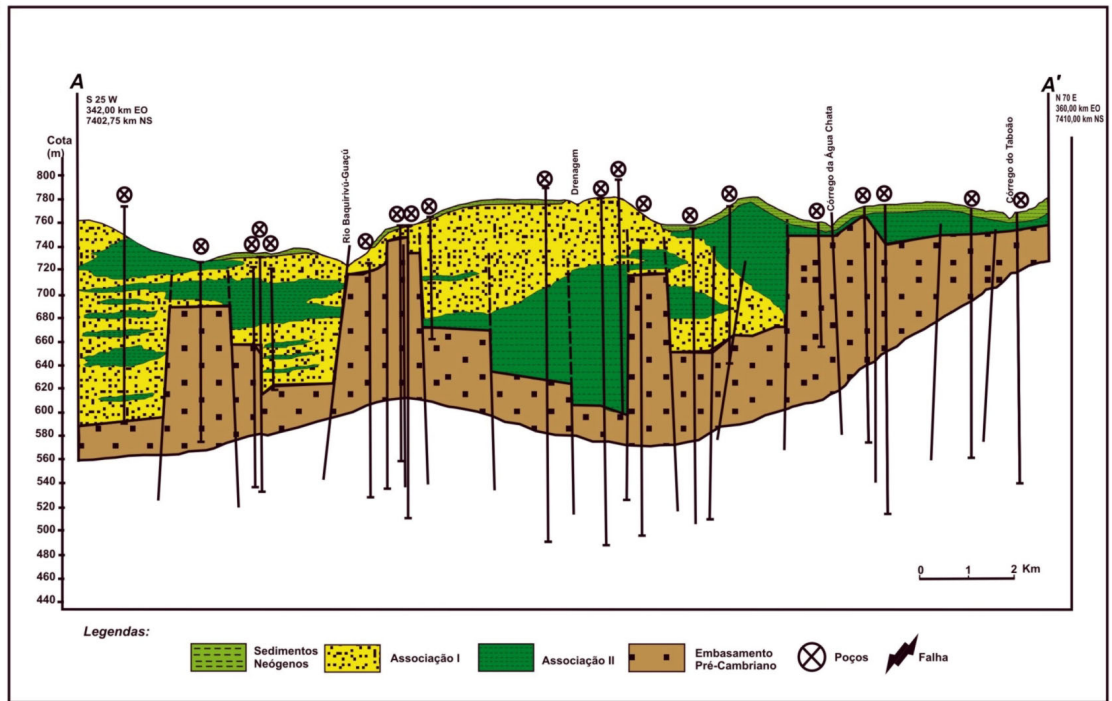 A
S 25 W
342,00 km EO
7402,75 km NS
A'
N 70 E
360,00 km EO
7410,00 km NS
Cota
(m)
800
780
760
740
720
700
680
660
640
620
600
580
560
540
520
500
480
460
440
Rio Baquirivú-Guaçú
Drenagem
Córrego da Água Chata
Córrego do Taboão
0 1 2 Km
Legendas:
Sedimentos
Neógenos
Associação I
Associação II
Embasamento
Pré-Cambriano
Poços
Falha